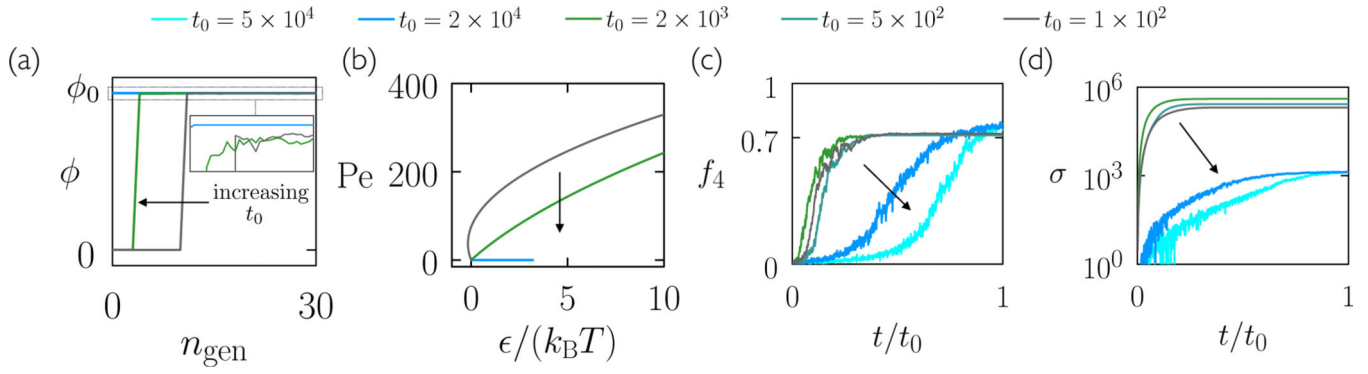 t₀ = 5 × 10⁴ t₀ = 2 × 10⁴ t₀ = 2 × 10³ t₀ = 5 × 10² t₀ = 1 × 10²
(a)
ϕ₀
ϕ
0
increasing
t₀
0 30
n_gen
(b)
400
Pe 200
0
0 5 10
ϵ/(k_BT)
(c)
1
0.7
f₄
0
0 1
t/t₀
(d)
10⁶
σ 10³
10⁰
0 1
t/t₀